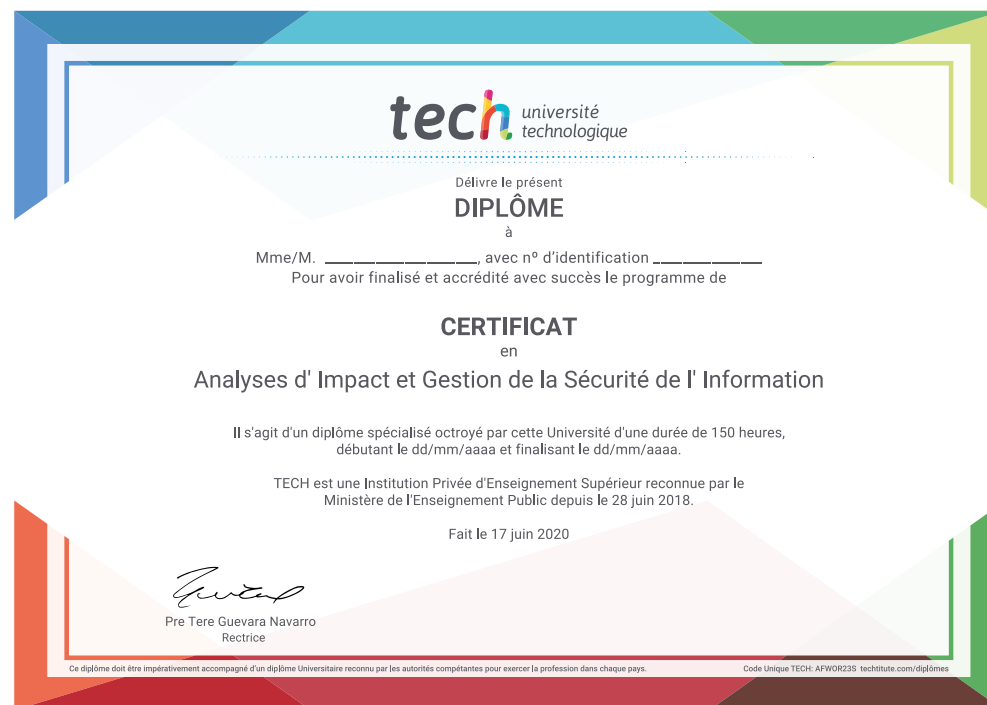 tech université
technologique
Délivre le présent
DIPLÔME
à
Mme/M. ____________________, avec nº d'identification ______________
Pour avoir finalisé et accrédité avec succès le programme de
CERTIFICAT
en
Analyses d' Impact et Gestion de la Sécurité de l' Information
Il s'agit d'un diplôme spécialisé octroyé par cette Université d'une durée de 150 heures,
débutant le dd/mm/aaaa et finalisant le dd/mm/aaaa.
TECH est une Institution Privée d'Enseignement Supérieur reconnue par le
Ministère de l'Enseignement Public depuis le 28 juin 2018.
Fait le 17 juin 2020
Pre Tere Guevara Navarro
Rectrice
Ce diplôme doit être impérativement accompagné d'un diplôme Universitaire reconnu par les autorités compétantes pour exercer la profession dans chaque pays.
Code Unique TECH: AFWOR23S techtitute.com/diplômes